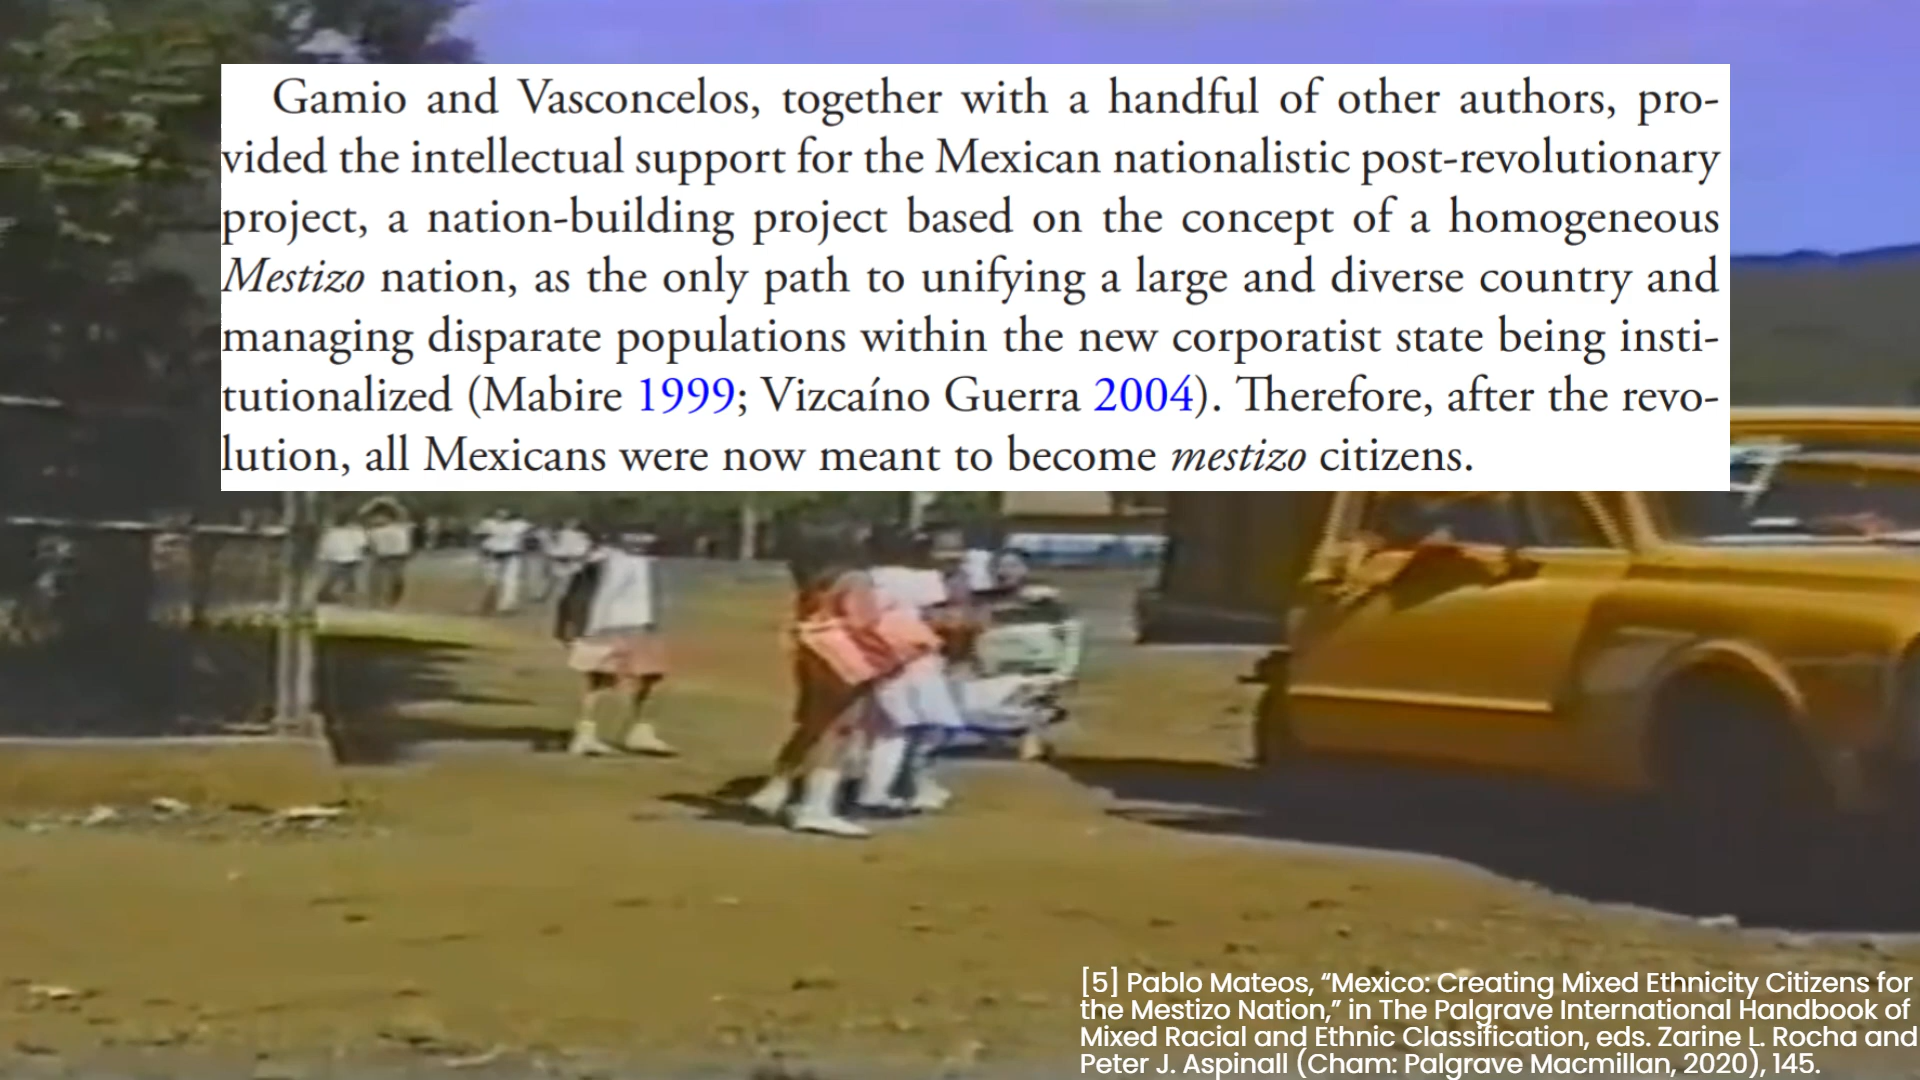 Gamio and Vasconcelos, together with a handful of other authors, pro-
vided the intellectual support for the Mexican nationalistic post-revolutionary
project, a nation-building project based on the concept of a homogeneous
Mestizo nation, as the only path to unifying a large and diverse country and
managing disparate populations within the new corporatist state being insti-
tutionalized (Mabire 1999; Vizcaíno Guerra 2004). Therefore, after the revo-
lution, all Mexicans were now meant to become mestizo citizens.
[5] Pablo Mateos, “Mexico: Creating Mixed Ethnicity Citizens for
the Mestizo Nation,” in The Palgrave International Handbook of
Mixed Racial and Ethnic Classification, eds. Zarine L. Rocha and
Peter J. Aspinall (Cham: Palgrave Macmillan, 2020), 145.